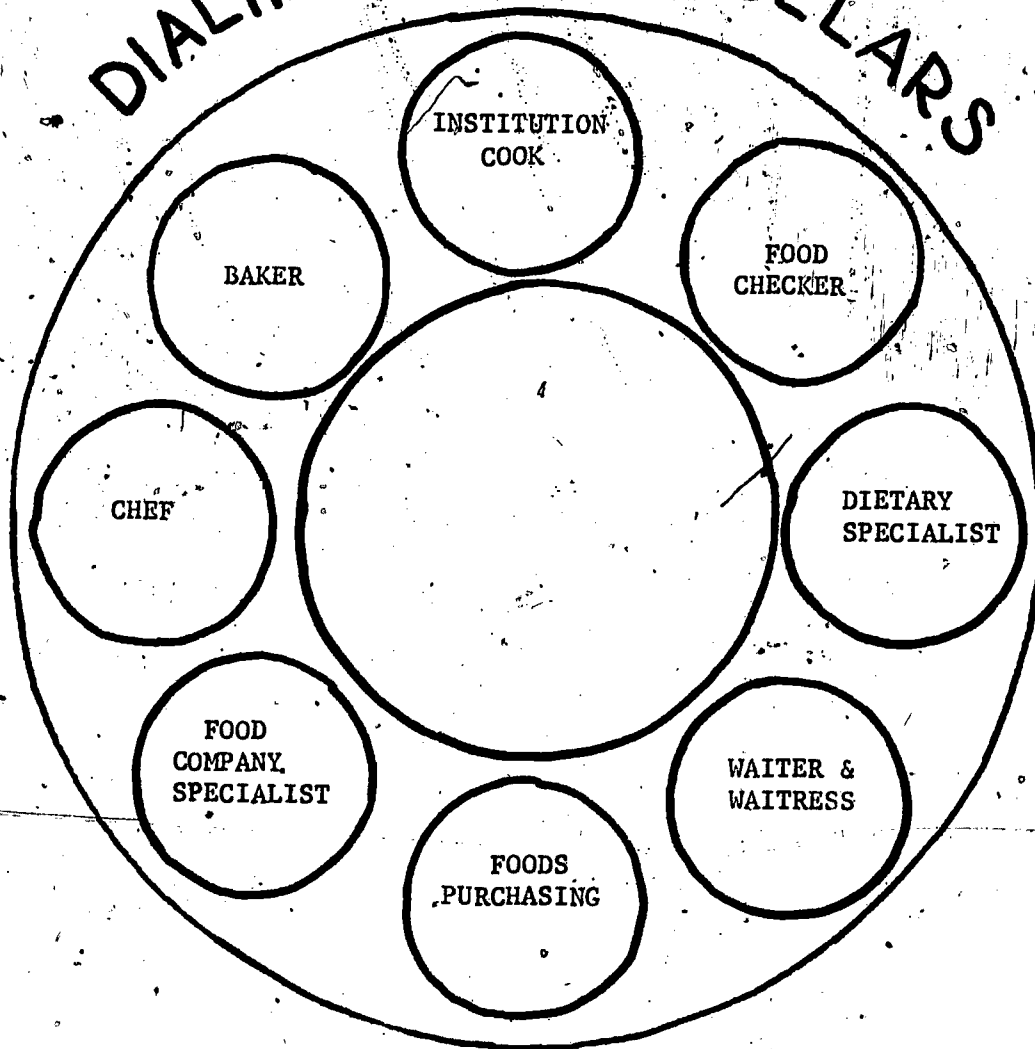 INSTITUTION
COOK
FOOD
CHECKER
DIETARY
SPECIALIST
WAITER &
WAITRESS
FOODS
PURCHASING
FOOD
COMPANY
SPECIALIST
CHEF
BAKER